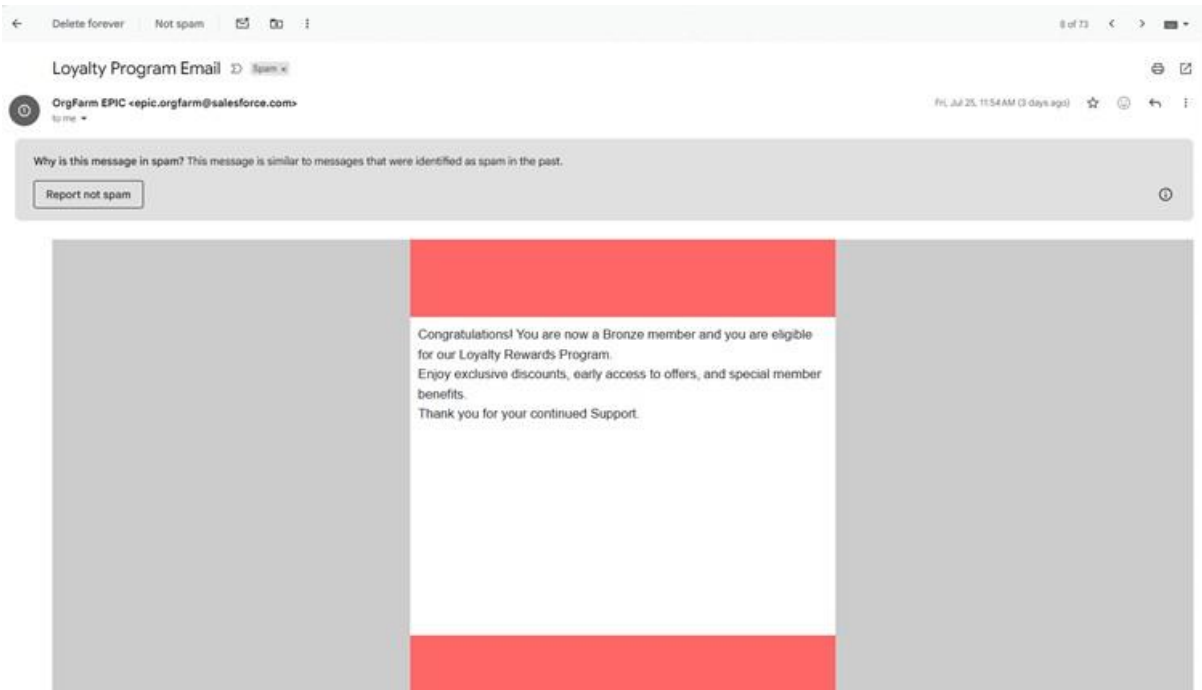 Delete forever
Not spam
8 of 73
Loyalty Program Email
Spam
OrgFarm EPIC <epic.orgfarm@salesforce.com>
Fri, Jul 25, 11:54 AM (3 days ago)
to me
Why is this message in spam? This message is similar to messages that were identified as spam in the past.
Report not spam
Congratulations! You are now a Bronze member and you are eligible
for our Loyalty Rewards Program.
Enjoy exclusive discounts, early access to offers, and special member
benefits.
Thank you for your continued Support.